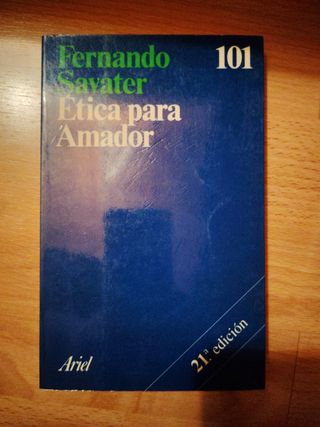 Fernando
Savater
Ética para
Amador
101
21ª. edición
Ariel